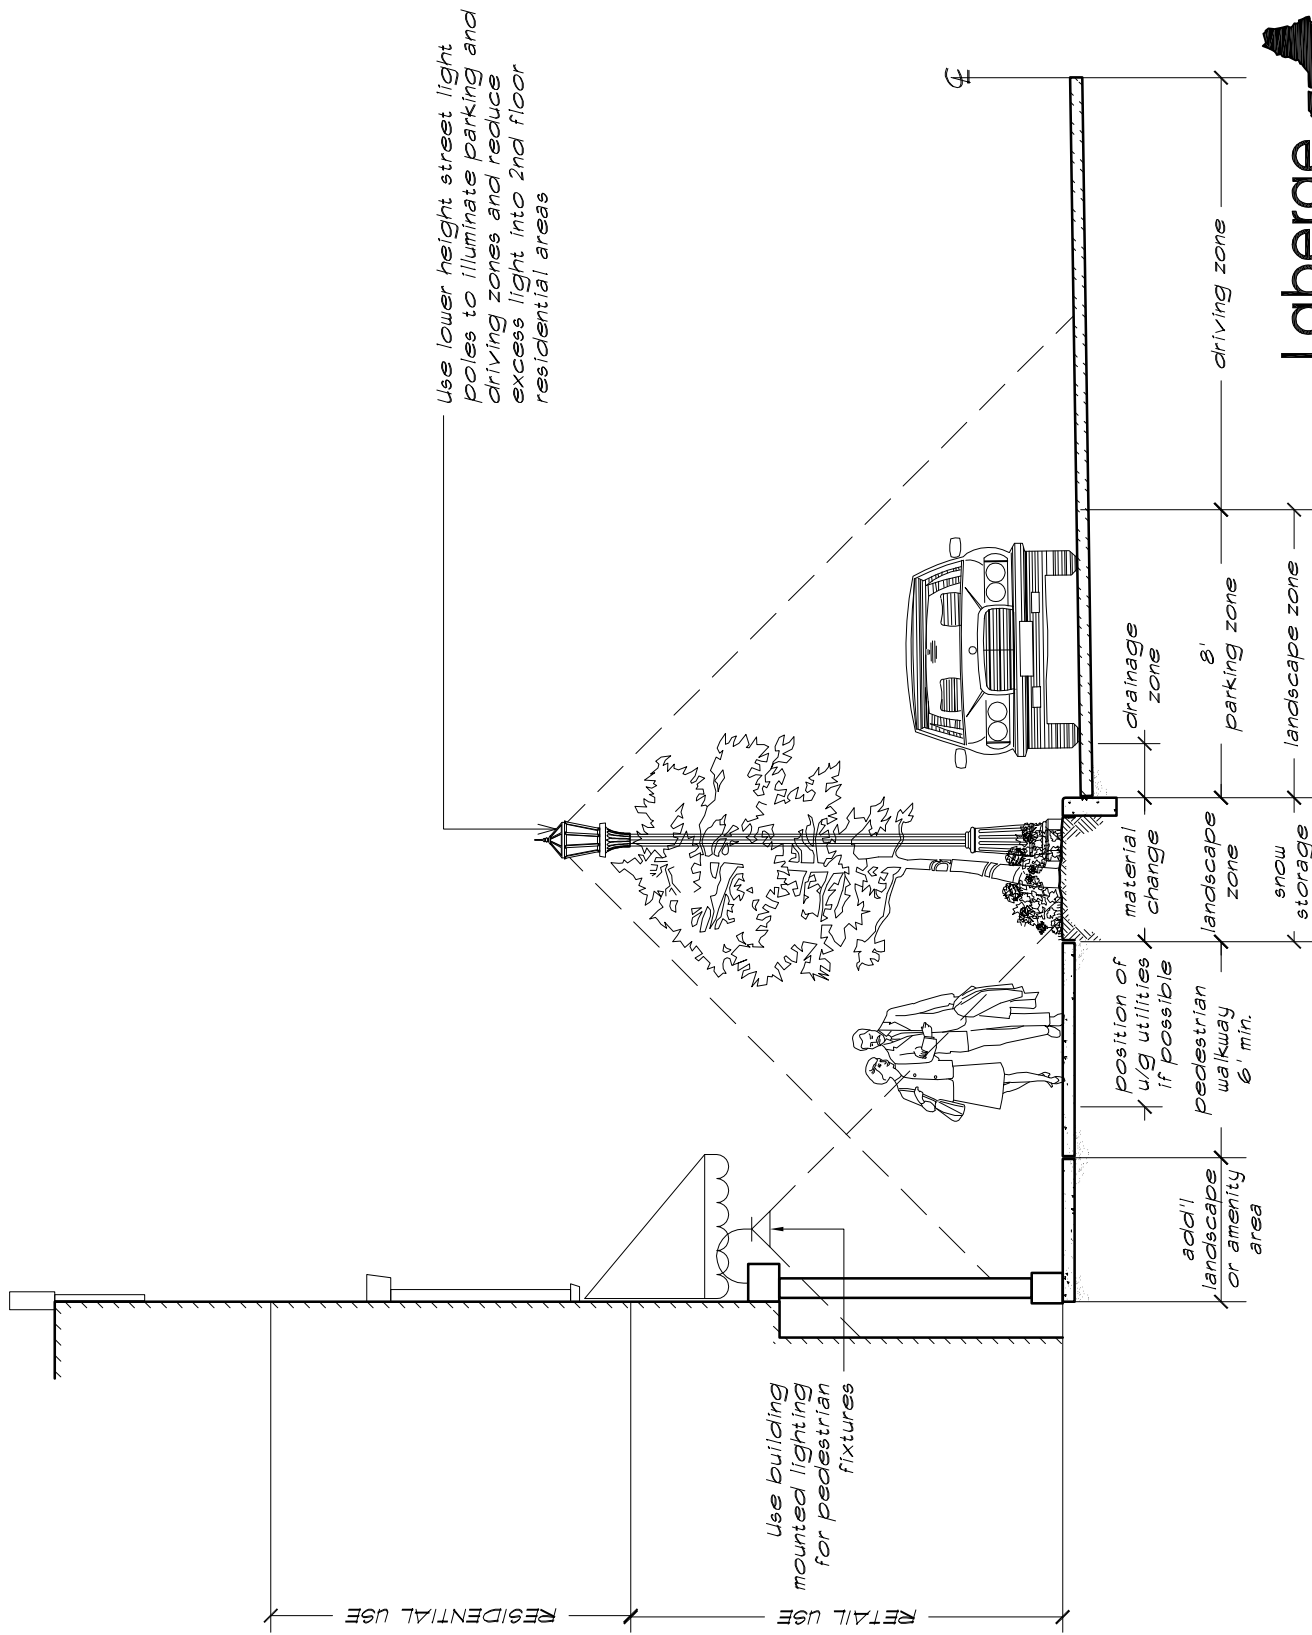 Use lower height street light
poles to illuminate parking and
driving zones and reduce
excess light into 2nd floor
residential areas
Use building
mounted lighting
for pedestrian
fixtures
RESIDENTIAL USE
RETAIL USE
position of
u/g utilities
if possible
material
change
drainage
zone
add'l
landscape
or amenity
area
pedestrian
walkway
6' min.
landscape
zone
8'
parking zone
driving zone
snow
storage
landscape zone
Laberge